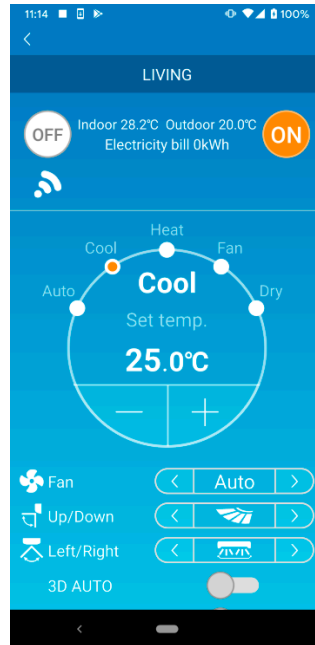 11:14 100%
LIVING
OFF Indoor 28.2℃ Outdoor 20.0℃ ON
Electricity bill 0kWh
Heat
Cool Fan
Auto Cool Dry
Set temp.
25.0℃
Fan Auto
Up/Down
Left/Right
3D AUTO